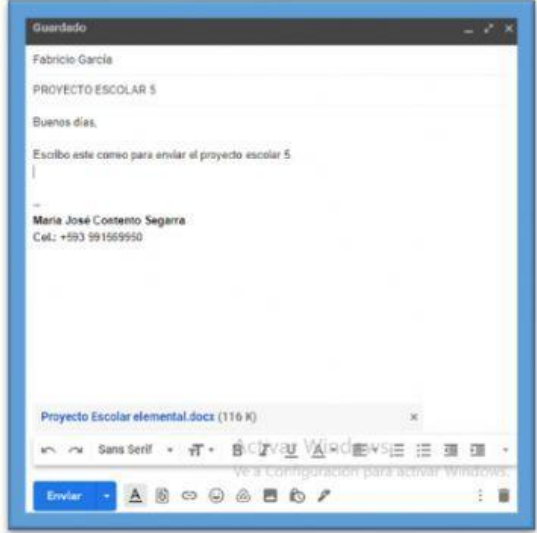 Guardado
Fabricio García
PROYECTO ESCOLAR 5
Buenos días,
Escribo este correo para enviar el proyecto escolar 5
--
Maria José Contento Segarra
Cel.: +593 991569950
Proyecto Escolar elemental.docx (116 K)
Activar Windows
Sans Serif
Ve a Configuración para activar Windows.
Enviar